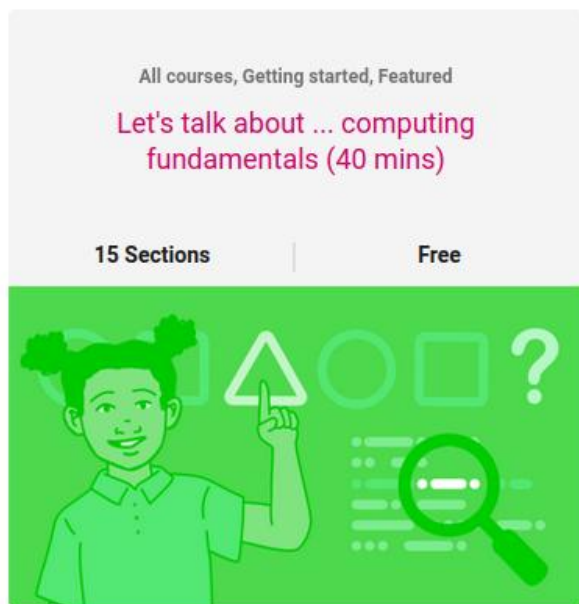 All courses, Getting started, Featured
Let's talk about ... computing
fundamentals (40 mins)
15 Sections
Free
?